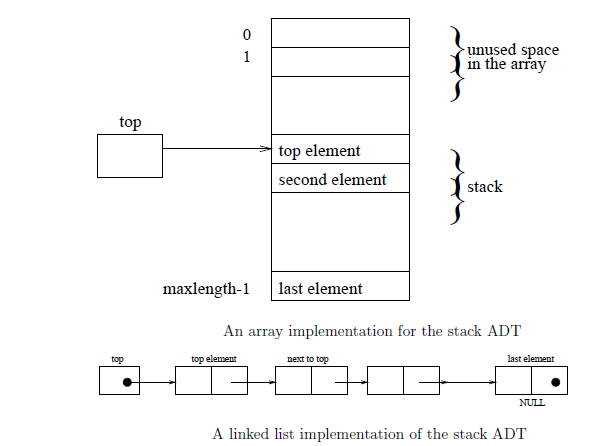 0
1
unused space
in the array
top
top element
second element
stack
maxlength-1
last element
An array implementation for the stack ADT
top
top element
next to top
last element
NULL
A linked list implementation of the stack ADT